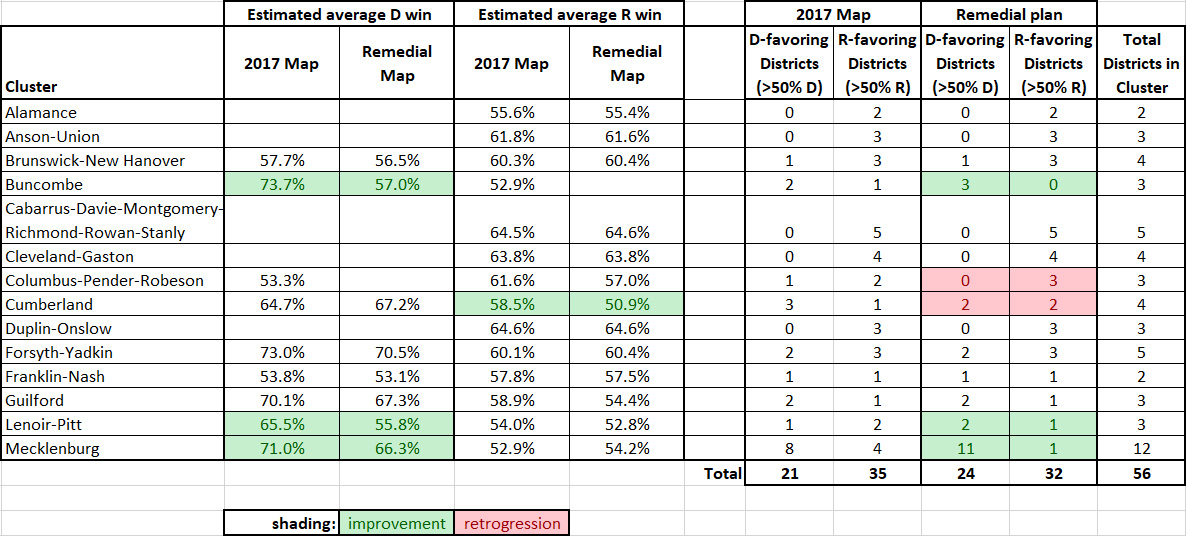 Estimated average D win Estimated average R win 2017 Map Remedial plan
Cluster 2017 Map Remedial Map 2017 Map Remedial Map D-favoring Districts (>50% D) R-favoring Districts (>50% R) D-favoring Districts (>50% D) R-favoring Districts (>50% R) Total Districts in Cluster
Alamance 55.6% 55.4% 0 2 0 2 2
Anson-Union 61.8% 61.6% 0 3 0 3 3
Brunswick-New Hanover 57.7% 56.5% 60.3% 60.4% 1 3 1 3 4
Buncombe 73.7% 57.0% 52.9% 2 1 3 0 3
Cabarrus-Davie-Montgomery-
Richmond-Rowan-Stanly 64.5% 64.6% 0 5 0 5 5
Cleveland-Gaston 63.8% 63.8% 0 4 0 4 4
Columbus-Pender-Robeson 53.3% 61.6% 57.0% 1 2 0 3 3
Cumberland 64.7% 67.2% 58.5% 50.9% 3 1 2 2 4
Duplin-Onslow 64.6% 64.6% 0 3 0 3 3
Forsyth-Yadkin 73.0% 70.5% 60.1% 60.4% 2 3 2 3 5
Franklin-Nash 53.8% 53.1% 57.8% 57.5% 1 1 1 1 2
Guilford 70.1% 67.3% 58.9% 54.4% 2 1 2 1 3
Lenoir-Pitt 65.5% 55.8% 54.0% 52.8% 1 2 2 1 3
Mecklenburg 71.0% 66.3% 52.9% 54.2% 8 4 11 1 12
Total 21 35 24 32 56
shading: improvement retrogression